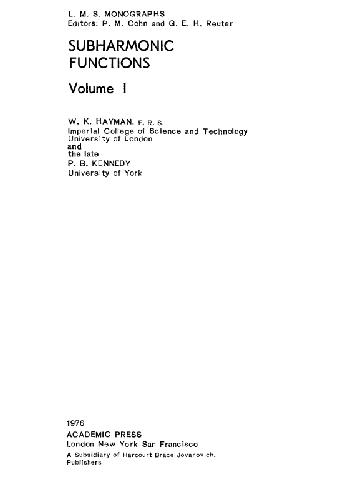 L. M. S. MONOGRAPHS
Editors: P. M. Cohn and G. E. H. Reuter
SUBHARMONIC
FUNCTIONS
Volume I
W. K. HAYMAN, F. R. S.
Imperial College of Science and Technology
University of London
and
the late
P. B. KENNEDY
University of York
1976
ACADEMIC PRESS
London New York San Francisco
A Subsidiary of Harcourt Brace Jovanovich,
Publishers